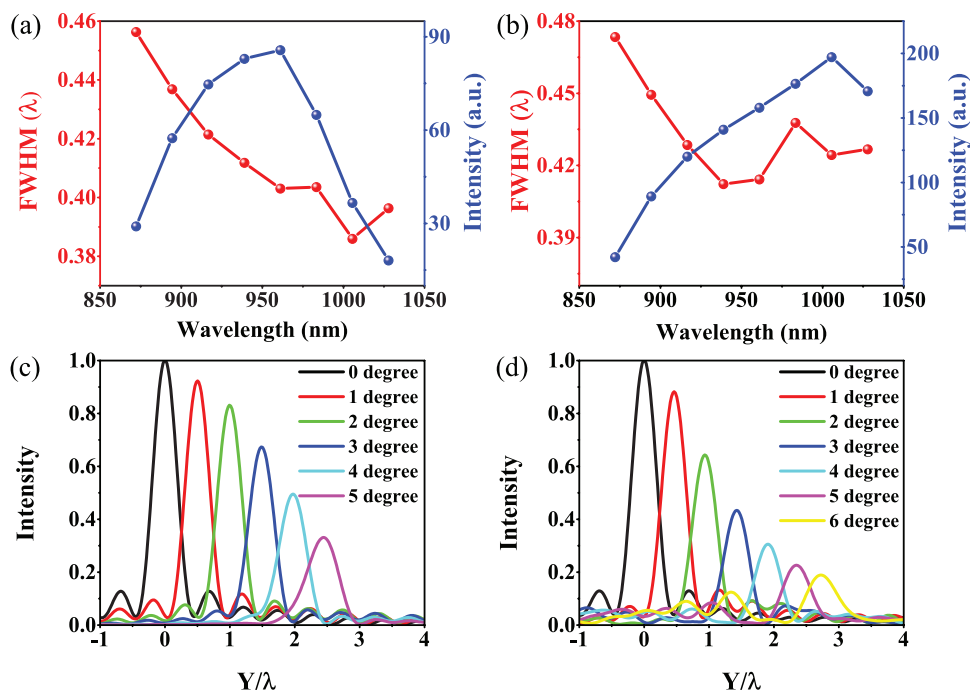 (a)
0.46
0.44
0.42
0.40
0.38
FWHM (λ)
90
60
30
Intensity (a.u.)
850 900 950 1000 1050
Wavelength (nm)
(b)
0.48
0.45
0.42
0.39
FWHM (λ)
200
150
100
50
Intensity (a.u.)
850 900 950 1000 1050
Wavelength (nm)
(c)
1.0
0.8
0.6
0.4
0.2
0.0
Intensity
0 degree
1 degree
2 degree
3 degree
4 degree
5 degree
-1 0 1 2 3 4
Y/λ
(d)
1.0
0.8
0.6
0.4
0.2
0.0
Intensity
0 degree
1 degree
2 degree
3 degree
4 degree
5 degree
6 degree
-1 0 1 2 3 4
Y/λ